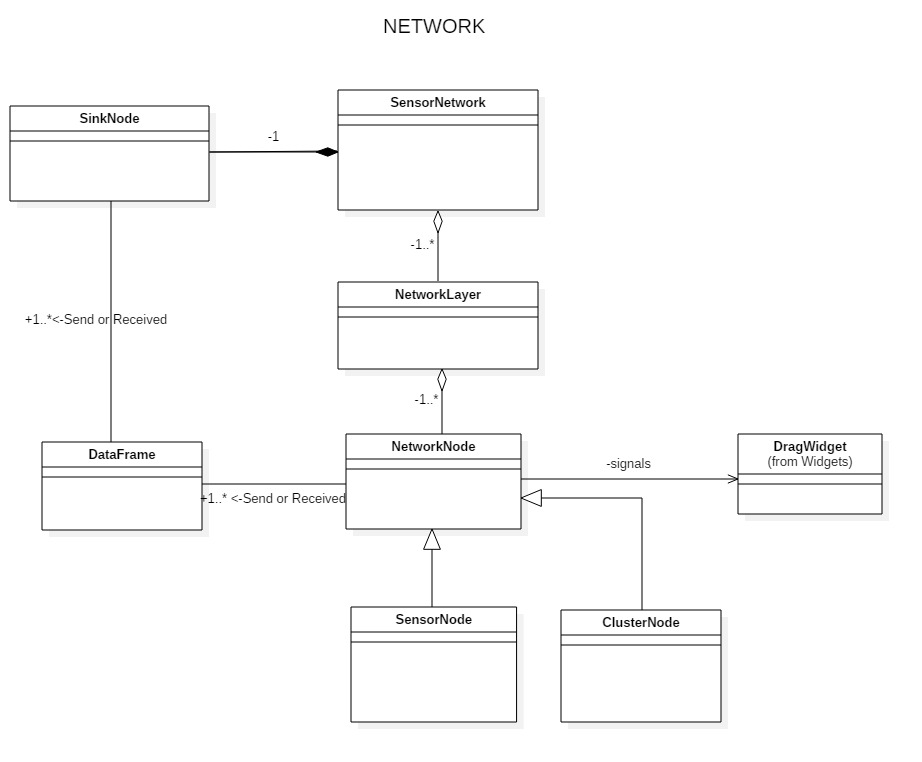 NETWORK
SinkNode
SensorNetwork
-1
-1..*
NetworkLayer
+1..*<-Send or Received
-1..*
DataFrame
NetworkNode
DragWidget
(from Widgets)
-signals
+1..* <-Send or Received
SensorNode
ClusterNode